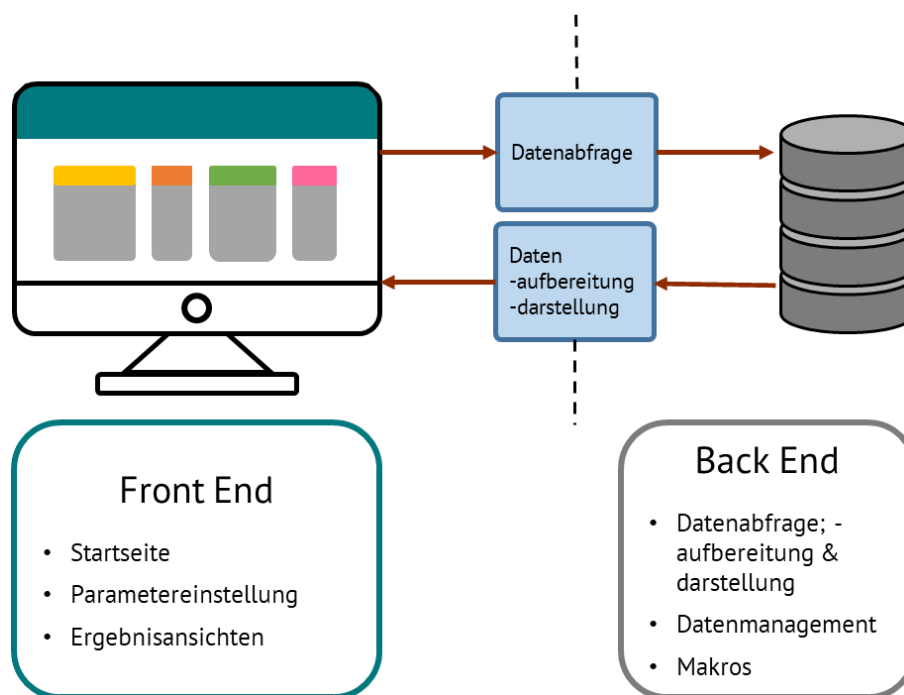 Datenabfrage
Daten
-aufbereitung
-darstellung
Front End
• Startseite
• Parametereinstellung
• Ergebnisansichten
Back End
• Datenabfrage; -
aufbereitung &
darstellung
• Datenmanagement
• Makros